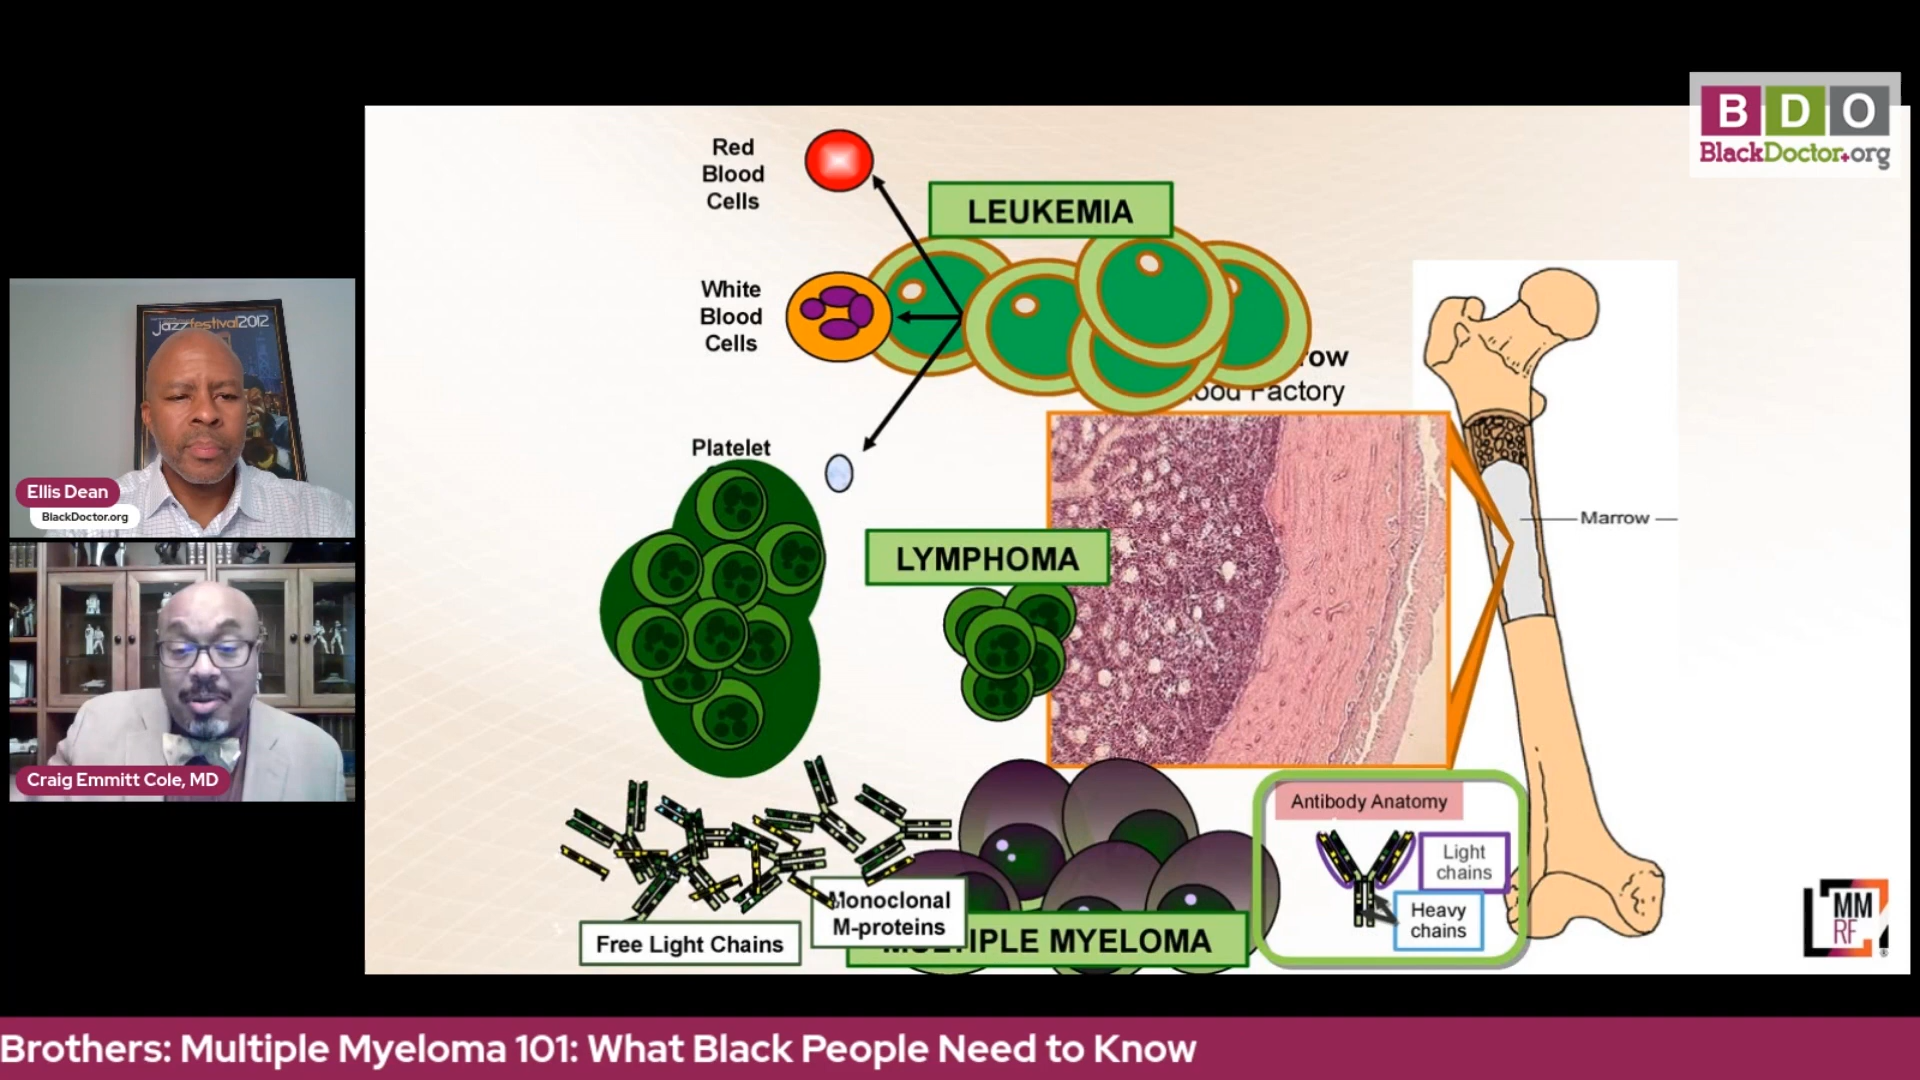 B D O
BlackDoctor.org
Red
Blood
Cells
LEUKEMIA
White
Blood
Cells
row
ood Factory
Platelet
Marrow
LYMPHOMA
jazzfestival2012
Ellis Dean
BlackDoctor.org
Craig Emmitt Cole, MD
Antibody Anatomy
Light
chains
Heavy
chains
Monoclonal
M-proteins
Free Light Chains
IPLE MYELOMA
MM
RF
Brothers: Multiple Myeloma 101: What Black People Need to Know